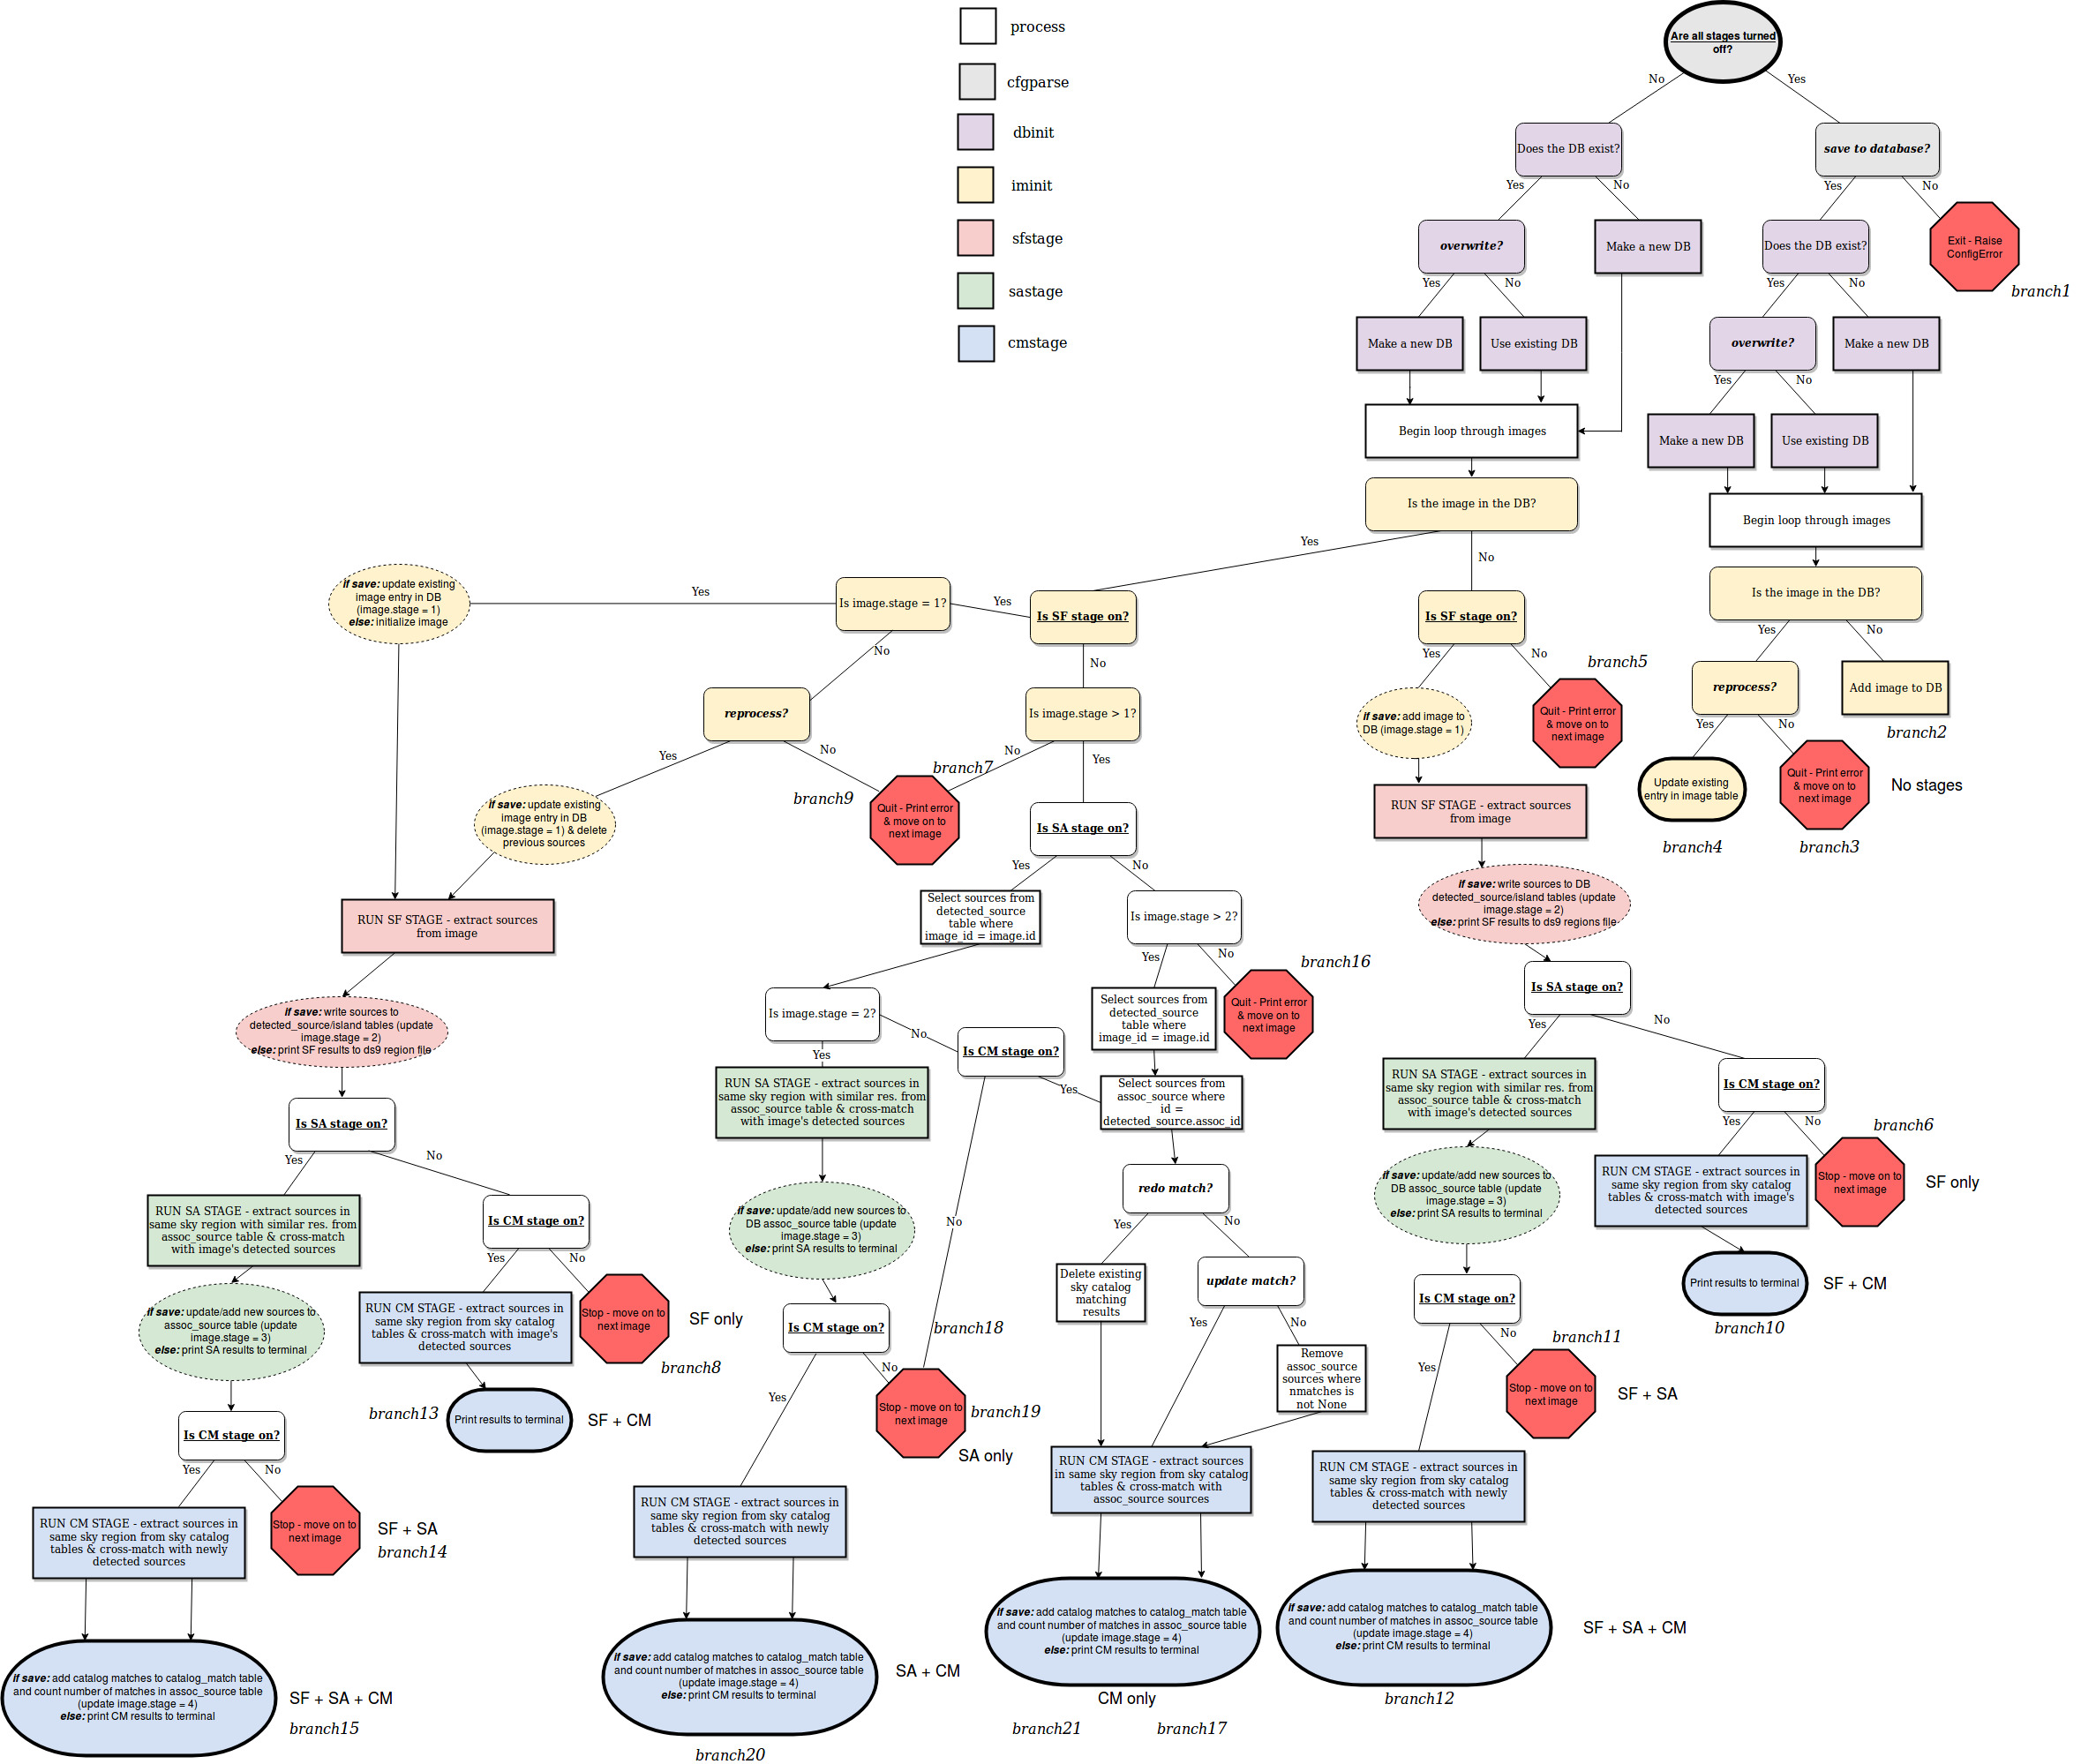 process
cfgparse
dbinit
iminit
sfstage
sastage
cmstage
Are all stages turned
off?
No
Yes
Does the DB exist?
save to database?
Yes
No
Yes
No
overwrite?
Make a new DB
Does the DB exist?
Exit - Raise
ConfigError
branch1
Yes
No
Yes
No
Make a new DB
Use existing DB
overwrite?
Make a new DB
Yes
No
Begin loop through images
Make a new DB
Use existing DB
Is the image in the DB?
Begin loop through images
Yes
No
Is the image in the DB?
Yes
No
reprocess?
Add image to DB
branch2
Yes
No
Update existing
entry in image table
Quit - Print error
& move on to
next image
No stages
branch4
branch3
Is SF stage on?
Yes
No
branch5
Quit - Print error
& move on to
next image
if save: add image to
DB (image.stage = 1)
RUN SF STAGE - extract sources
from image
if save: write sources to DB
detected_source/island tables (update
image.stage = 2)
else: print SF results to ds9 regions file
Is SA stage on?
Yes
No
RUN SA STAGE - extract sources in
same sky region with similar res. from
assoc_source table & cross-match
with image's detected sources
Is CM stage on?
Yes
No
branch6
RUN CM STAGE - extract sources in
same sky region from sky catalog
tables & cross-match with image's
detected sources
Stop - move on to
next image
SF only
Print results to terminal
SF + CM
branch10
if save: update/add new sources to
DB assoc_source table (update
image.stage = 3)
else: print SA results to terminal
Is CM stage on?
Yes
No
branch11
Stop - move on to
next image
SF + SA
RUN CM STAGE - extract sources in
same sky region from sky catalog
tables & cross-match with newly
detected sources
if save: add catalog matches to catalog_match table
and count number of matches in assoc_source table
(update image.stage = 4)
else: print CM results to terminal
SF + SA + CM
branch12
Is SF stage on?
Yes
No
Is image.stage = 1?
Yes
No
if save: update existing
image entry in DB
(image.stage = 1)
else: initialize image
reprocess?
Yes
No
if save: update existing
image entry in DB
(image.stage = 1) & delete
previous sources
Is image.stage > 1?
No
Yes
branch7
branch9
Quit - Print error
& move on to
next image
Is SA stage on?
Yes
No
Select sources from
detected_source
table where
image_id = image.id
Is image.stage > 2?
Yes
No
branch16
Quit - Print error
& move on to
next image
Select sources from
detected_source
table where
image_id = image.id
Is image.stage = 2?
Yes
No
Is CM stage on?
Yes
No
Select sources from
assoc_source where
id =
detected_source.assoc_id
redo match?
Yes
No
Delete existing
sky catalog
matching
results
update match?
Yes
No
Remove
assoc_source
sources where
nmatches is
not None
RUN CM STAGE - extract sources
in same sky region from sky catalog
tables & cross-match with
assoc_source sources
if save: add catalog matches to catalog_match table
and count number of matches in assoc_source table
(update image.stage = 4)
else: print CM results to terminal
CM only
branch21
branch17
RUN SA STAGE - extract sources in
same sky region with similar res. from
assoc_source table & cross-match
with image's detected sources
if save: update/add new sources to
DB assoc_source table (update
image.stage = 3)
else: print SA results to terminal
Is CM stage on?
Yes
No
branch18
Stop - move on to
next image
branch19
SA only
RUN CM STAGE - extract sources in
same sky region from sky catalog
tables & cross-match with newly
detected sources
if save: add catalog matches to catalog_match table
and count number of matches in assoc_source table
(update image.stage = 4)
else: print CM results to terminal
SA + CM
branch20
RUN SF STAGE - extract sources
from image
if save: write sources to
detected_source/island tables (update
image.stage = 2)
else: print SF results to ds9 region file
Is SA stage on?
Yes
No
RUN SA STAGE - extract sources in
same sky region with similar res. from
assoc_source table & cross-match
with image's detected sources
Is CM stage on?
Yes
No
RUN CM STAGE - extract sources in
same sky region from sky catalog
tables & cross-match with image's
detected sources
Stop - move on to
next image
SF only
branch8
branch13
Print results to terminal
SF + CM
if save: update/add new sources to
assoc_source table (update
image.stage = 3)
else: print SA results to terminal
Is CM stage on?
Yes
No
RUN CM STAGE - extract sources in
same sky region from sky catalog
tables & cross-match with newly
detected sources
Stop - move on to
next image
SF + SA
branch14
if save: add catalog matches to catalog_match table
and count number of matches in assoc_source table
(update image.stage = 4)
else: print CM results to terminal
SF + SA + CM
branch15